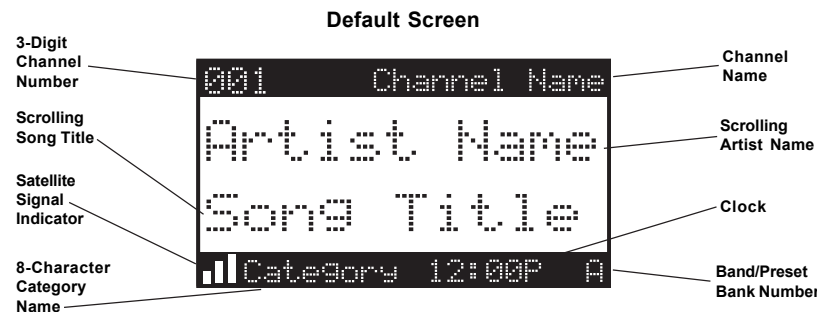 Default Screen
3-Digit
Channel
Number
Channel
Name
001 Channel Name
Scrolling
Song Title
Artist Name
Scrolling
Artist Name
Satellite
Signal
Indicator
Song Title
Clock
8-Character
Category
Name
Category 12:00P A
Band/Preset
Bank Number